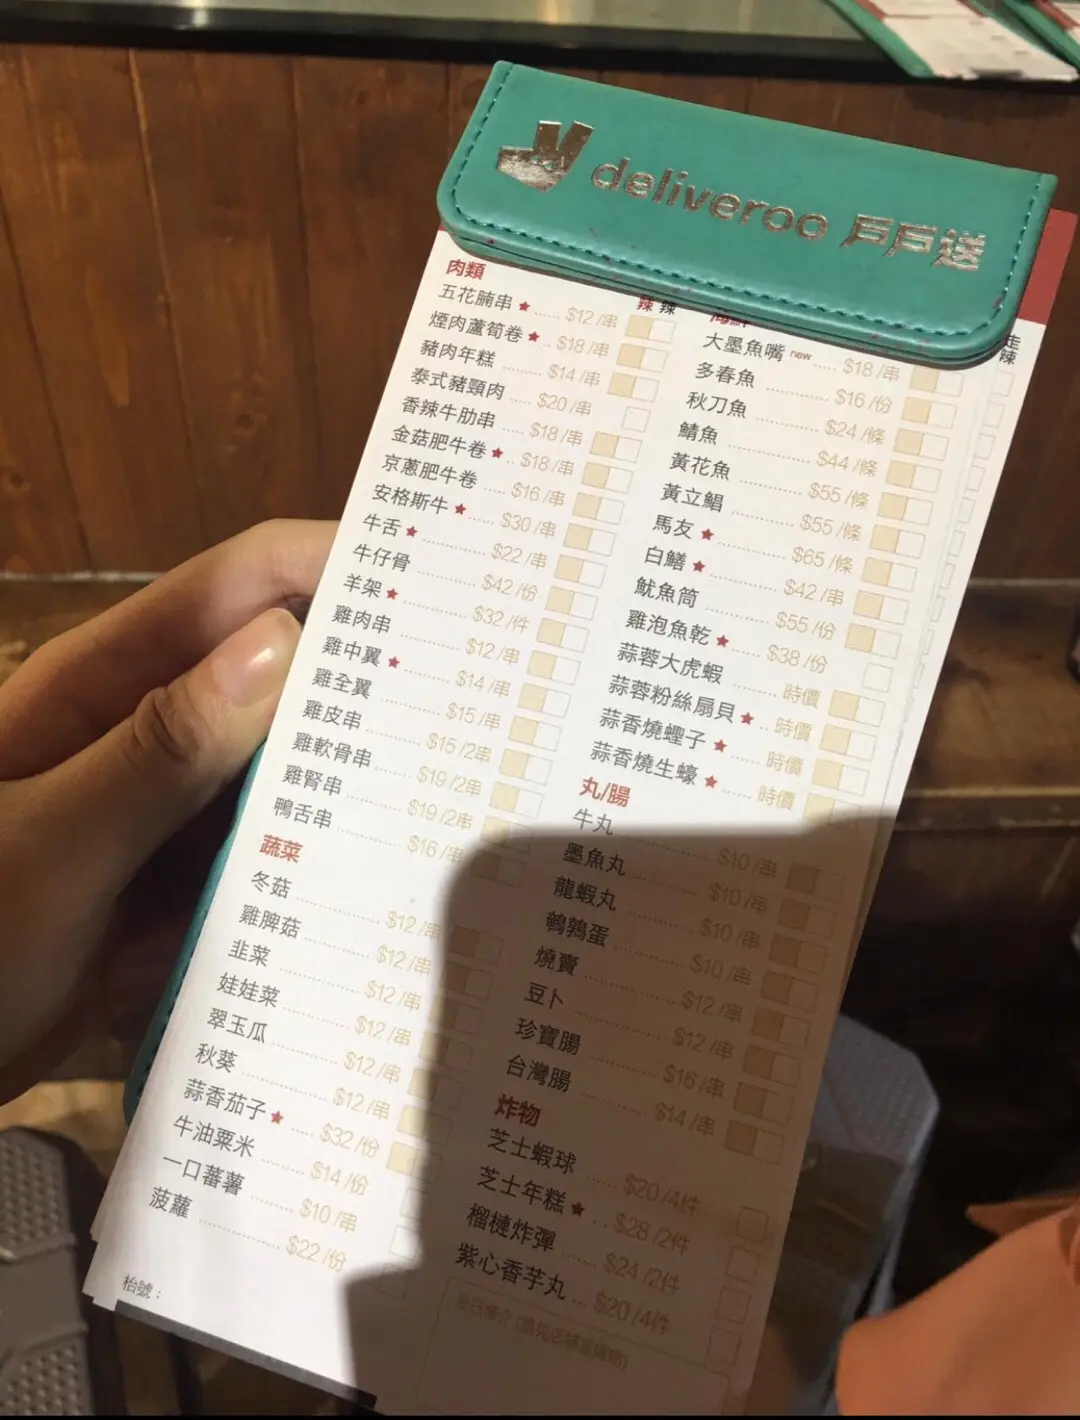 deliveroo 戶戶送
肉類
辣 辣
五花腩串★ $12/串
煙肉蘆筍卷★ $18/串
豬肉年糕 $14/串
泰式豬頸肉 $20/串
香辣牛肋串 $18/串
金菇肥牛卷★ $18/串
京蔥肥牛卷 $16/串
安格斯牛★ $30/串
牛舌★ $22/串
牛仔骨 $42/份
羊架★ $32/件
雞肉串 $12/串
雞中翼★ $14/串
雞全翼 $15/串
雞皮串 $15/2串
雞軟骨串 $19/2串
雞腎串 $19/2串
鴨舌串 $16/串
蔬菜
冬菇 $12/串
雞脾菇 $12/串
韭菜 $12/串
娃娃菜 $12/串
翠玉瓜 $12/串
秋葵 $12/串
蒜香茄子★ $32/份
牛油粟米 $14/份
一口蕃薯 $10/串
菠蘿 $22/份
枱號：
海鮮
走辣
大墨魚嘴 new $18/串
多春魚 $16/份
秋刀魚 $24/條
鯖魚 $44/條
黃花魚 $55/條
黃立鯧 $55/條
馬友★ $65/條
白鱔★ $42/串
魷魚筒 $55/份
雞泡魚乾★ $38/份
蒜蓉大虎蝦 時價
蒜蓉粉絲扇貝★ 時價
蒜香燒蟶子★ 時價
蒜香燒生蠔★ 時價
丸/腸
牛丸 $10/串
墨魚丸 $10/串
龍蝦丸 $10/串
鵪鶉蛋 $10/串
燒賣 $12/串
豆卜 $12/串
珍寶腸 $16/串
台灣腸 $14/串
炸物
芝士蝦球 $20/4件
芝士年糕★ $28/2件
榴槤炸彈 $24/2件
紫心香芋丸 $20/4件